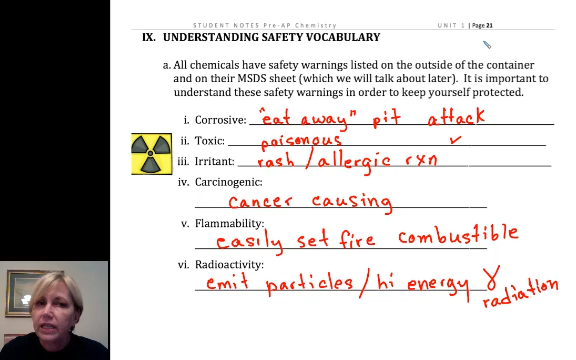 STUDENT NOTES Pre-AP Chemistry UNIT 1 | Page 21
IX. UNDERSTANDING SAFETY VOCABULARY
a. All chemicals have safety warnings listed on the outside of the container
and on their MSDS sheet (which we will talk about later). It is important to
understand these safety warnings in order to keep yourself protected.
i. Corrosive: "eat away" pit attack
ii. Toxic: poisonous ✓
iii. Irritant: rash / allergic rxn
iv. Carcinogenic:
cancer causing
v. Flammability:
easily set fire combustible
vi. Radioactivity:
emit particles / hi energy γ
radiation